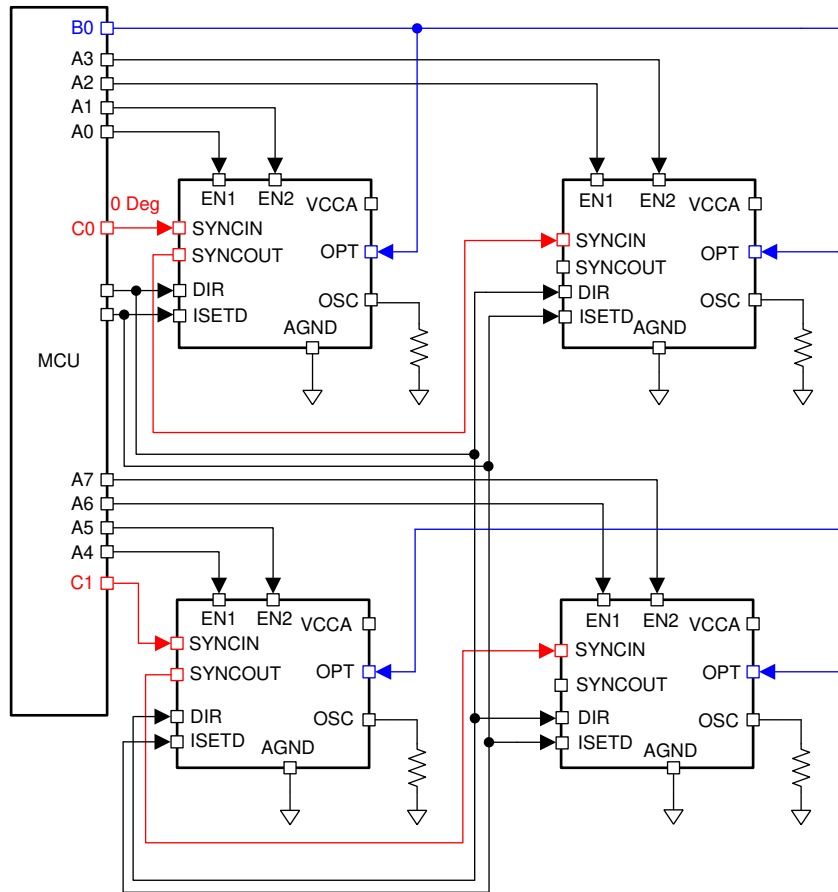 B0
A3
A2
A1
A0
EN1 EN2 VCCA
0 Deg
C0 SYNCIN
SYNCOUT OPT
DIR OSC
ISETD
AGND
EN1 EN2 VCCA
SYNCIN
SYNCOUT OPT
DIR OSC
ISETD
AGND
MCU
A7
A6
A5
A4
C1
EN1 EN2 VCCA
SYNCIN
SYNCOUT OPT
DIR OSC
ISETD
AGND
EN1 EN2 VCCA
SYNCIN
SYNCOUT OPT
DIR OSC
ISETD
AGND